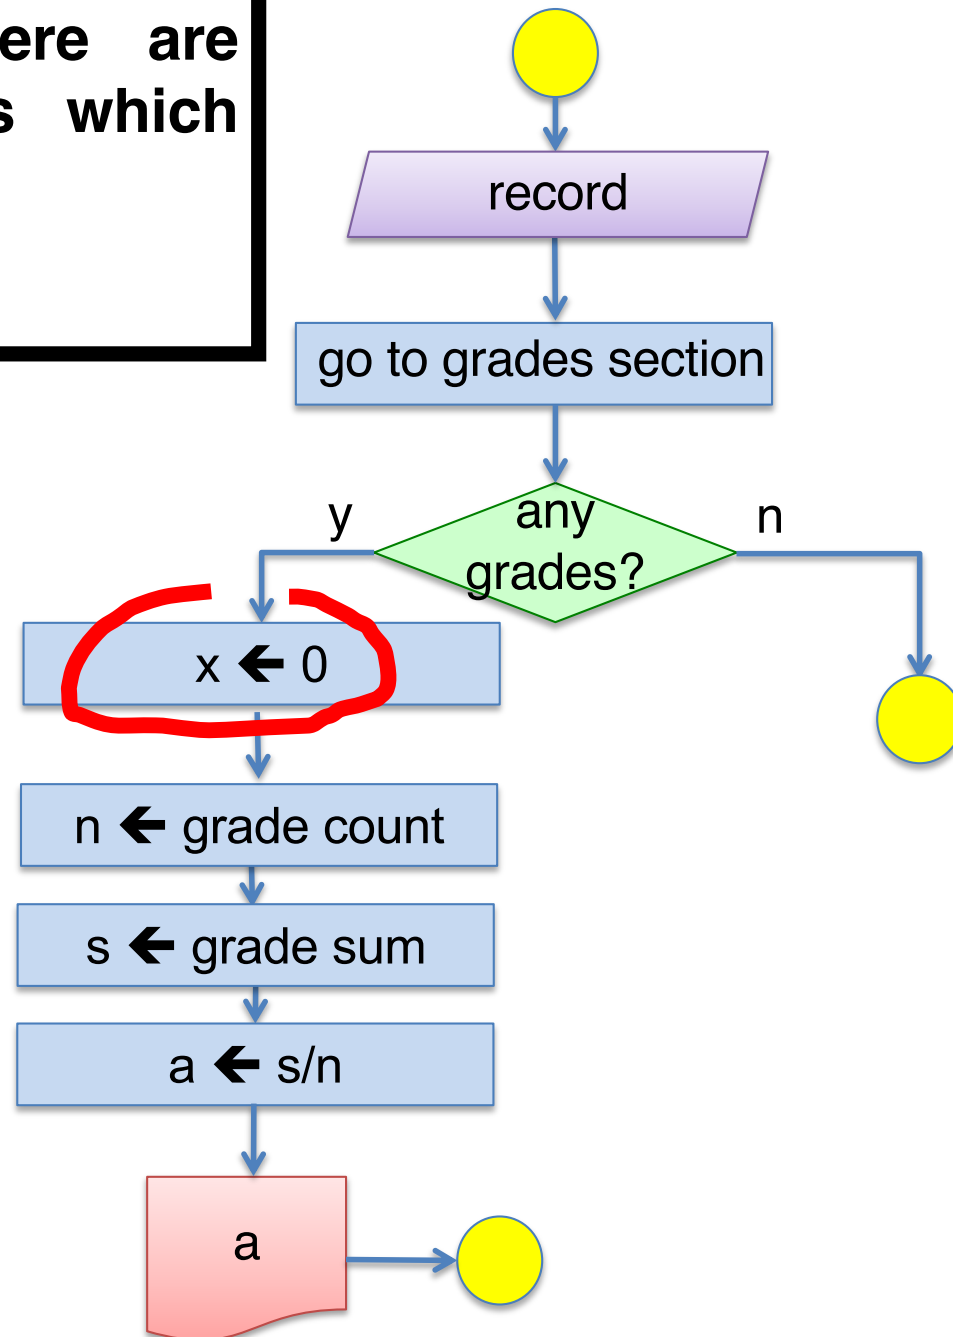 ere are
s which
record
go to grades section
any
grades?
y
n
x 🡸 0
n 🡸 grade count
s 🡸 grade sum
a 🡸 s/n
a